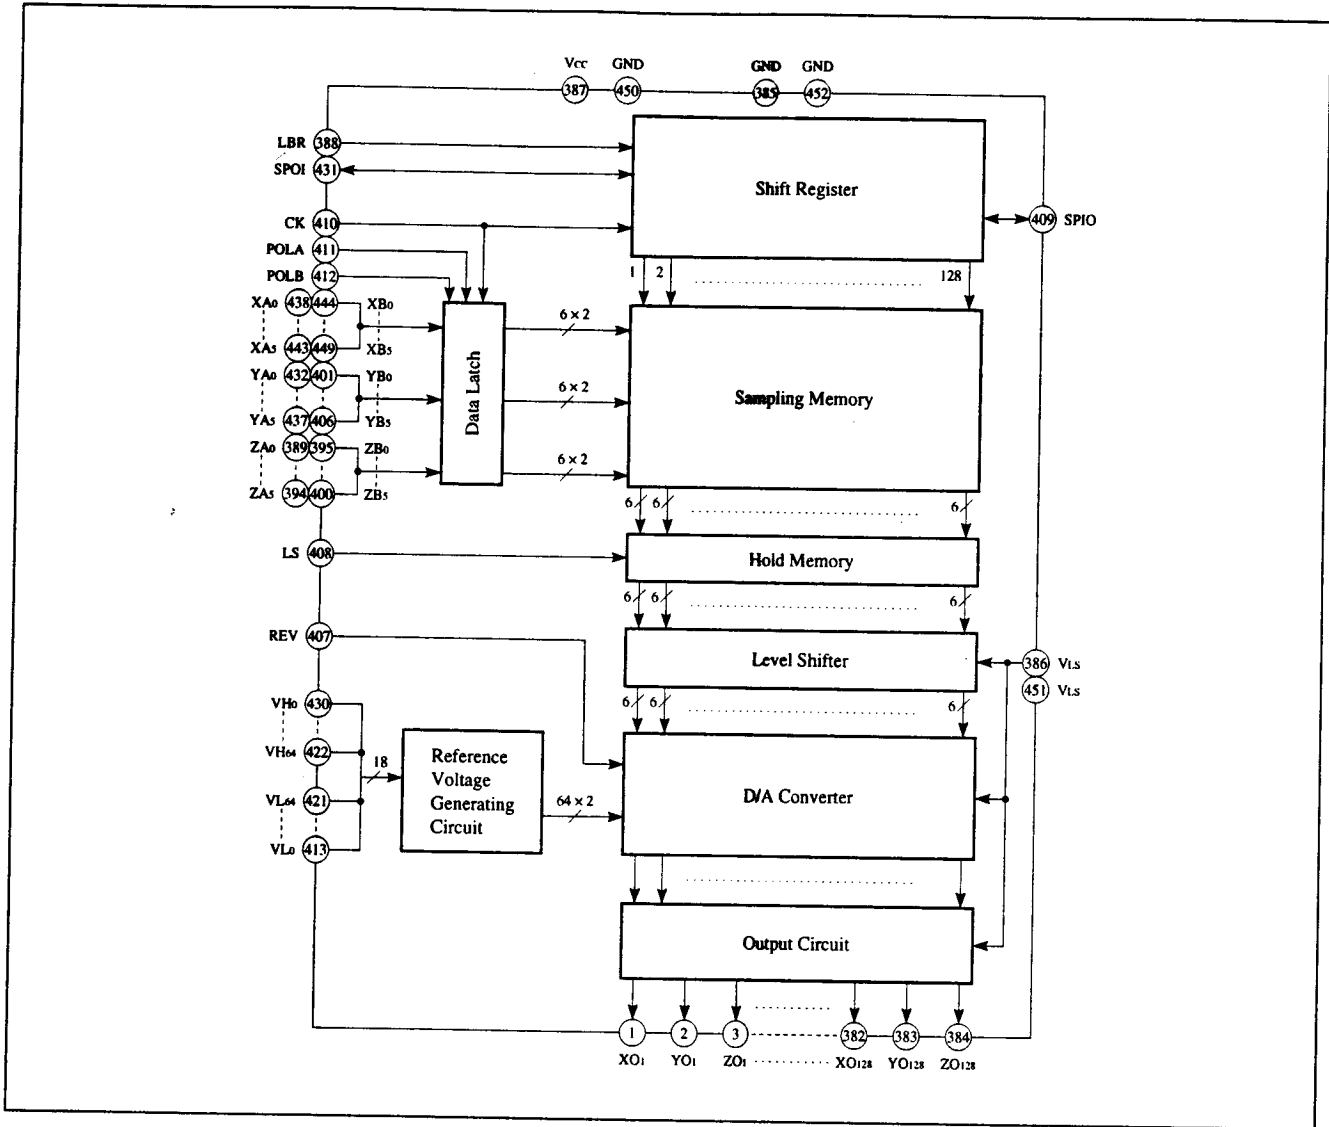 Vcc GND GND GND
387 450 385 452
LBR 388
SPOI 431
Shift Register
409 SPIO
CK 410
POLA 411
POLB 412
1 2 128
XA0 438 444 XB0
XA5 443 449 XB5
YA0 432 401 YB0
YA5 437 406 YB5
ZA0 389 395 ZB0
ZA5 394 400 ZB5
Data Latch
6 × 2
6 × 2
6 × 2
Sampling Memory
6 6 6
LS 408
Hold Memory
6 6 6
REV 407
Level Shifter
386 VLS
451 VLS
6 6 6
VH0 430
VH64 422
VL64 421
VL0 413
18
Reference
Voltage
Generating
Circuit
64 × 2
D/A Converter
Output Circuit
1 2 3 382 383 384
XO1 YO1 ZO1 XO128 YO128 ZO128